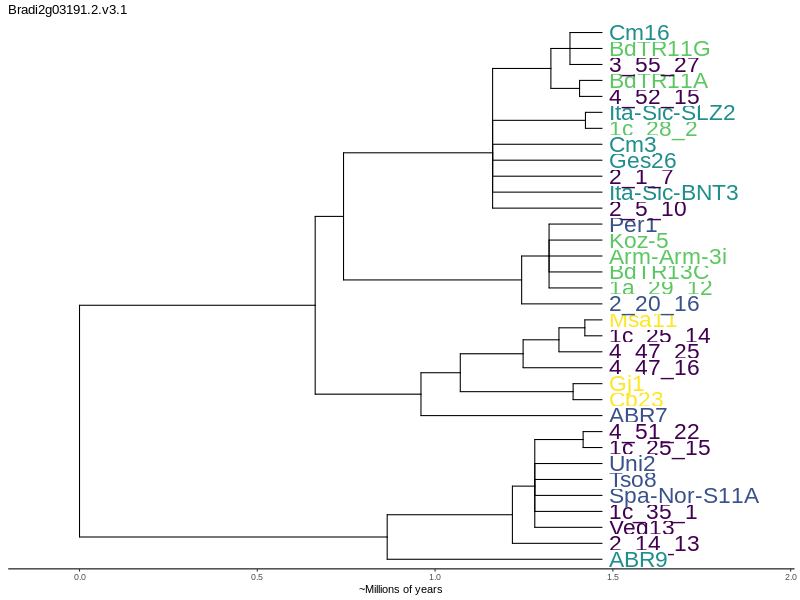 Bradi2g03191.2.v3.1
Cm16
BdTR11G
3_55_27
BdTR11A
4_52_15
Ita-Sic-SLZ2
1c_28_2
Cm3
Ges26
2_1_7
Ita-Sic-BNT3
2_5_10
Per1
Koz-5
Arm-Arm-3i
BdTR13C
1a_29_12
2_20_16
Msa11
1c_25_14
4_47_25
4_47_16
Gj1
Cb23
ABR7
4_51_22
1c_25_15
Uni2
Tso8
Spa-Nor-S11A
1c_35_1
Ved13
2_14_13
ABR9
0.0 0.5 1.0 1.5 2.0
~Millions of years